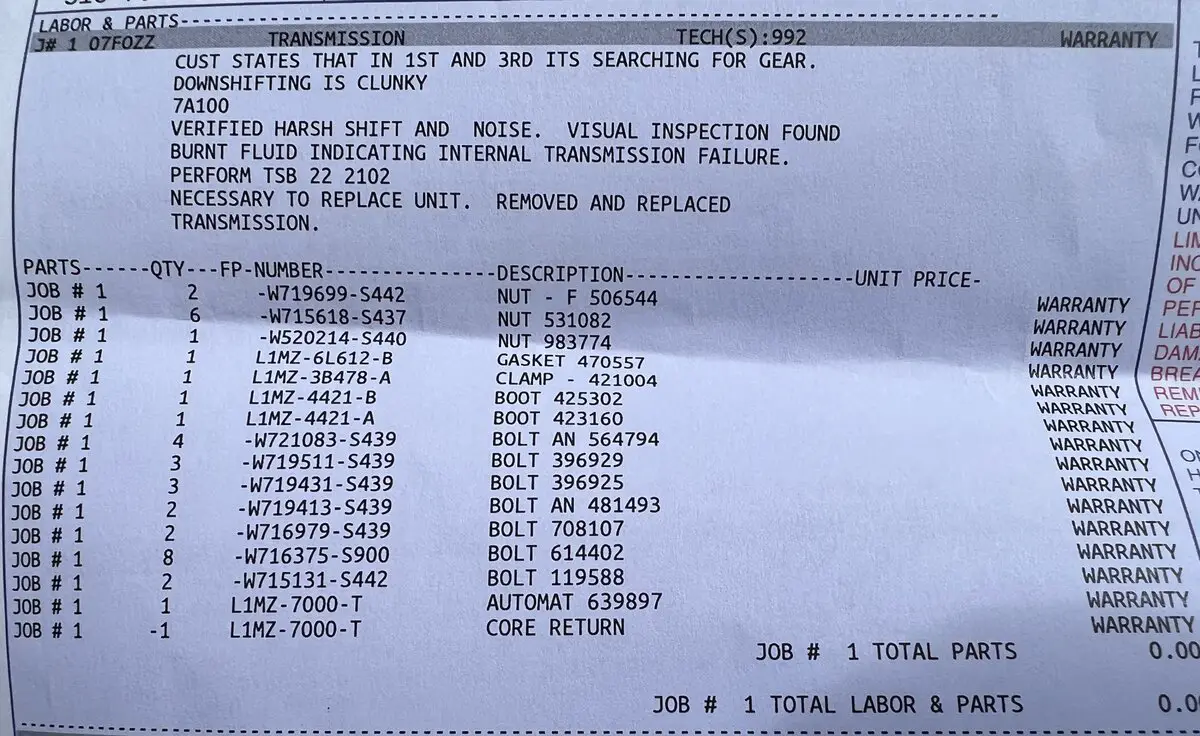 LABOR & PARTS--------------------------------------------------------
J# 1 07FOZZ TRANSMISSION TECH(S):992 WARRANTY
CUST STATES THAT IN 1ST AND 3RD ITS SEARCHING FOR GEAR.
DOWNSHIFTING IS CLUNKY
7A100
VERIFIED HARSH SHIFT AND NOISE. VISUAL INSPECTION FOUND
BURNT FLUID INDICATING INTERNAL TRANSMISSION FAILURE.
PERFORM TSB 22 2102
NECESSARY TO REPLACE UNIT. REMOVED AND REPLACED
TRANSMISSION.
PARTS------QTY---FP-NUMBER---------------DESCRIPTION--------------------UNIT PRICE-
JOB # 1 2 -W719699-S442 NUT - F 506544 WARRANTY
JOB # 1 6 -W715618-S437 NUT 531082 WARRANTY
JOB # 1 1 -W520214-S440 NUT 983774 WARRANTY
JOB # 1 1 L1MZ-6L612-B GASKET 470557 WARRANTY
JOB # 1 1 L1MZ-3B478-A CLAMP - 421004 WARRANTY
JOB # 1 1 L1MZ-4421-B BOOT 425302 WARRANTY
JOB # 1 1 L1MZ-4421-A BOOT 423160 WARRANTY
JOB # 1 4 -W721083-S439 BOLT AN 564794 WARRANTY
JOB # 1 3 -W719511-S439 BOLT 396929 WARRANTY
JOB # 1 3 -W719431-S439 BOLT 396925 WARRANTY
JOB # 1 2 -W719413-S439 BOLT AN 481493 WARRANTY
JOB # 1 2 -W716979-S439 BOLT 708107 WARRANTY
JOB # 1 8 -W716375-S900 BOLT 614402 WARRANTY
JOB # 1 2 -W715131-S442 BOLT 119588 WARRANTY
JOB # 1 1 L1MZ-7000-T AUTOMAT 639897 WARRANTY
JOB # 1 -1 L1MZ-7000-T CORE RETURN WARRANTY
JOB # 1 TOTAL PARTS 0.00
JOB # 1 TOTAL LABOR & PARTS 0.00